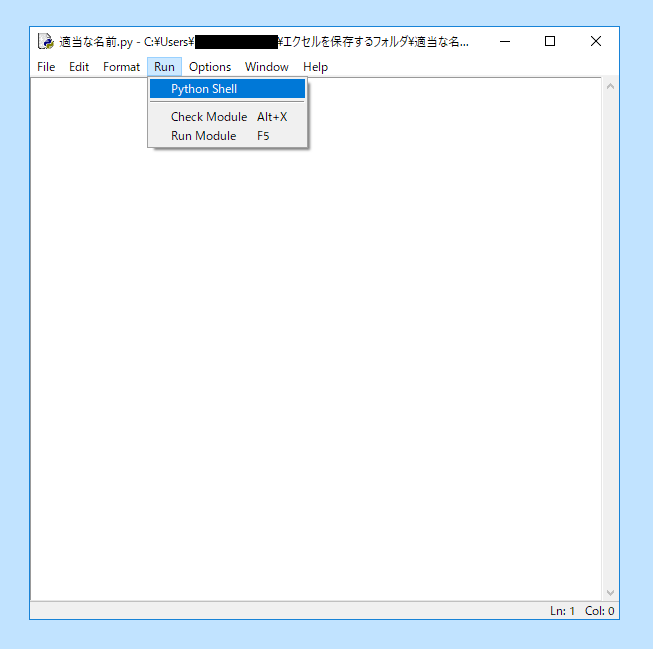 適当な名前.py - C:¥Users¥ ¥エクセルを保存するフォルダ¥適当な名...
File Edit Format Run Options Window Help
Python Shell
Check Module Alt+X
Run Module F5
Ln: 1 Col: 0